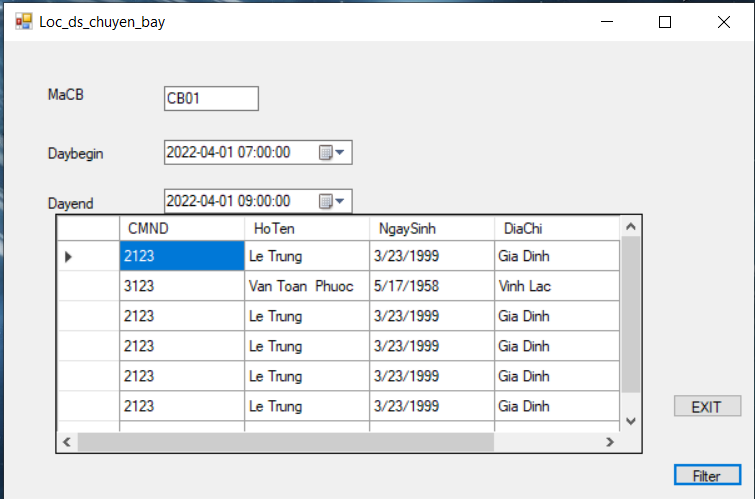 Loc_ds_chuyen_bay
MaCB CB01
Daybegin 2022-04-01 07:00:00
Dayend 2022-04-01 09:00:00
CMND HoTen NgaySinh DiaChi
2123 Le Trung 3/23/1999 Gia Dinh
3123 Van Toan Phuoc 5/17/1958 Vinh Lac
2123 Le Trung 3/23/1999 Gia Dinh
2123 Le Trung 3/23/1999 Gia Dinh
2123 Le Trung 3/23/1999 Gia Dinh
2123 Le Trung 3/23/1999 Gia Dinh
EXIT
Filter